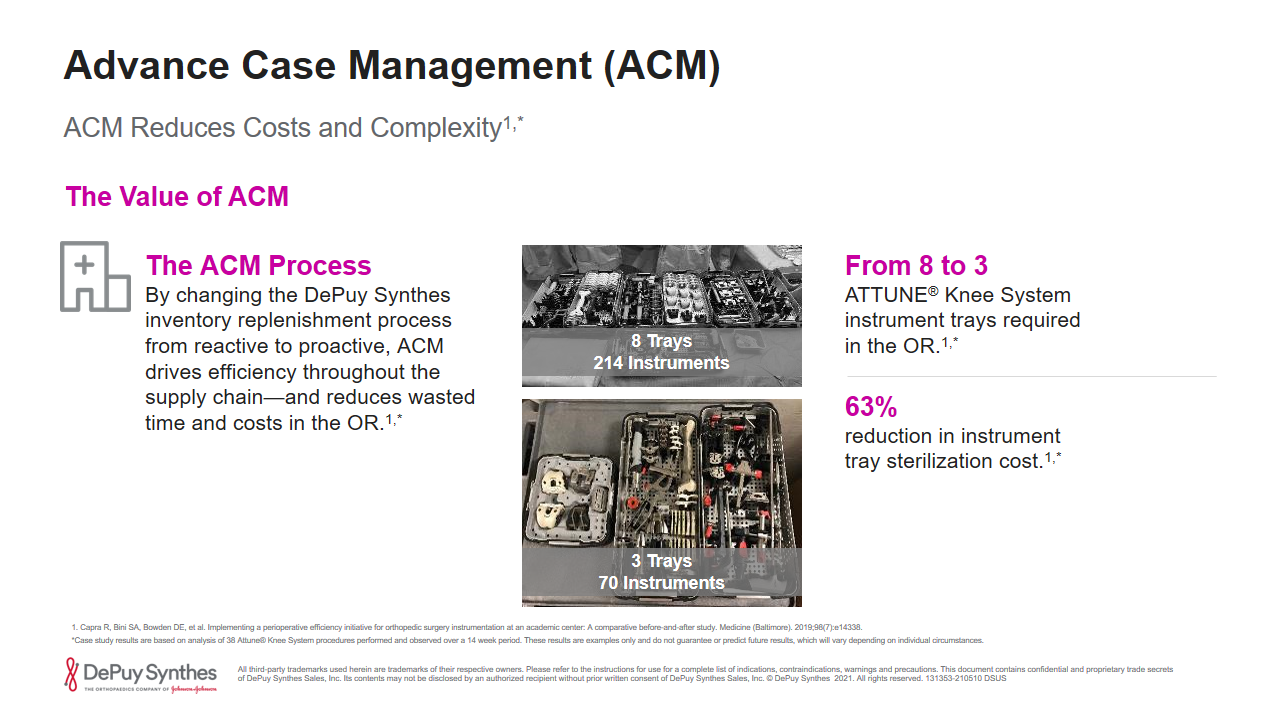 Advance Case Management (ACM)
ACM Reduces Costs and Complexity1,*
The Value of ACM
The ACM Process
By changing the DePuy Synthes
inventory replenishment process
from reactive to proactive, ACM
drives efficiency throughout the
supply chain—and reduces wasted
time and costs in the OR.1,*
8 Trays
214 Instruments
3 Trays
70 Instruments
From 8 to 3
ATTUNE® Knee System
instrument trays required
in the OR.1,*
63%
reduction in instrument
tray sterilization cost.1,*
1. Capra R, Bini SA, Bowden DE, et al. Implementing a perioperative efficiency initiative for orthopedic surgery instrumentation at an academic center: A comparative before-and-after study. Medicine (Baltimore). 2019;98(7):e14338.
*Case study results are based on analysis of 38 Attune® Knee System procedures performed and observed over a 14 week period. These results are examples only and do not guarantee or predict future results, which will vary depending on individual circumstances.
DePuy Synthes
THE ORTHOPAEDICS COMPANY OF Johnson&Johnson
All third-party trademarks used herein are trademarks of their respective owners. Please refer to the instructions for use for a complete list of indications, contraindications, warnings and precautions. This document contains confidential and proprietary trade secrets
of DePuy Synthes Sales, Inc. Its contents may not be disclosed by an authorized recipient without prior written consent of DePuy Synthes Sales, Inc. © DePuy Synthes 2021. All rights reserved. 131353-210510 DSUS